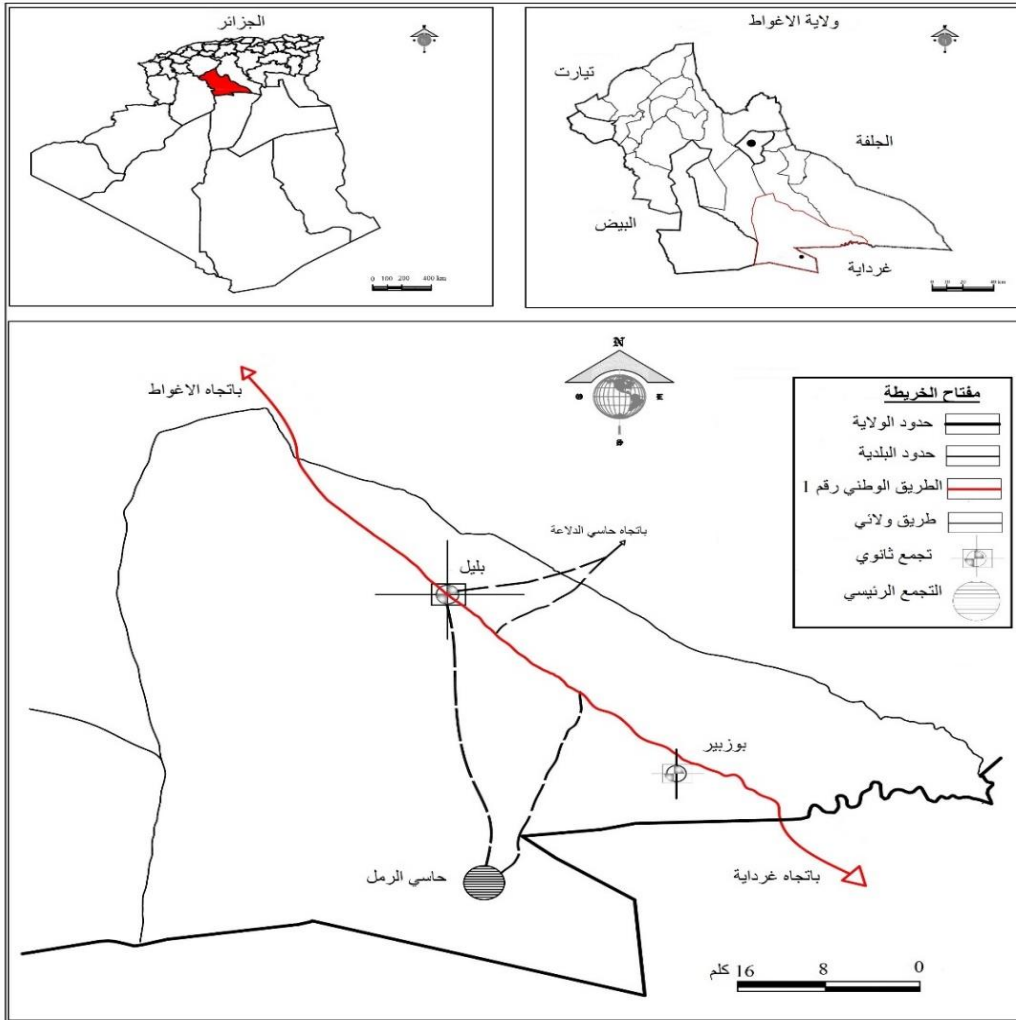 الجزائر
0 100 200 400 km
ولاية الاغواط
تيارت
الجلفة
البيض
غرداية
N
E
S
باتجاه الاغواط
باتجاه حاسي الدلاعة
بليل
بوزبير
حاسي الرمل
باتجاه غرداية
مفتاح الخريطة
حدود الولاية
حدود البلدية
الطريق الوطني رقم 1
طريق ولائي
تجمع ثانوي
التجمع الرئيسي
0 8 16 كلم